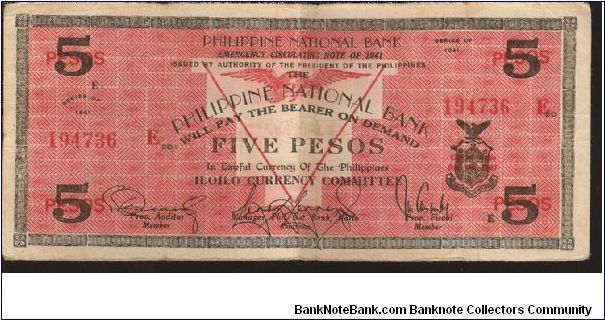 5 PHILIPPINE NATIONAL BANK 5
EMERGENCY CIRCULATING NOTE OF 1941
SERIES OF 1941
PESOS PESOS
ISSUED BY AUTHORITY OF THE PRESIDENT OF THE PHILIPPINES
E
SERIES OF 1941
THE
PHILIPPINE NATIONAL BANK
WILL PAY THE BEARER ON DEMAND
194736 E
194736 E
FIVE PESOS
In Lawful Currency Of The Philippines
ILOILO CURRENCY COMMITTEE
5 5
PESOS PESOS
Prov. Auditor
Member
Manager, Phil. Nat. Bank, Iloilo
Chairman
Prov. Fiscal
Member
E
BankNoteBank.com Banknote Collectors Community